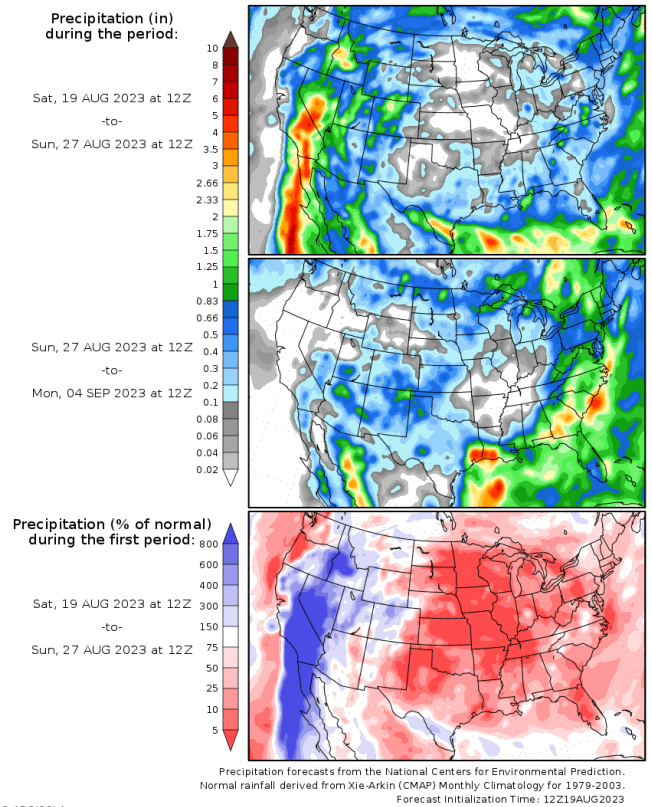 Precipitation (in)
during the period:
Sat, 19 AUG 2023 at 12Z
-to-
Sun, 27 AUG 2023 at 12Z
10
8
7
6
5
4
3.5
3
2.66
2.33
2
1.75
1.5
1.25
1
0.83
0.66
0.5
0.4
0.3
0.2
0.1
0.08
0.06
0.04
0.02
Sun, 27 AUG 2023 at 12Z
-to-
Mon, 04 SEP 2023 at 12Z
Precipitation (% of normal)
during the first period:
Sat, 19 AUG 2023 at 12Z
-to-
Sun, 27 AUG 2023 at 12Z
800
600
400
300
150
75
50
25
10
5
Precipitation forecasts from the National Centers for Environmental Prediction.
Normal rainfall derived from Xie-Arkin (CMAP) Monthly Climatology for 1979-2003.
Forecast Initialization Time: 12Z19AUG2023